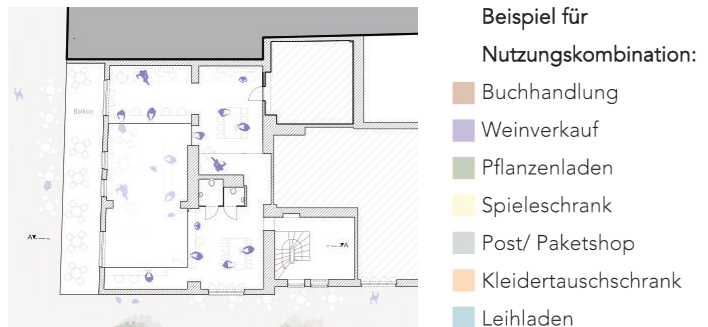 Beispiel für
Nutzungskombination:
Buchhandlung
Weinverkauf
Pflanzenladen
Spieleschrank
Post/ Paketshop
Kleidertauschschrank
Leihladen
Balkon
A
A